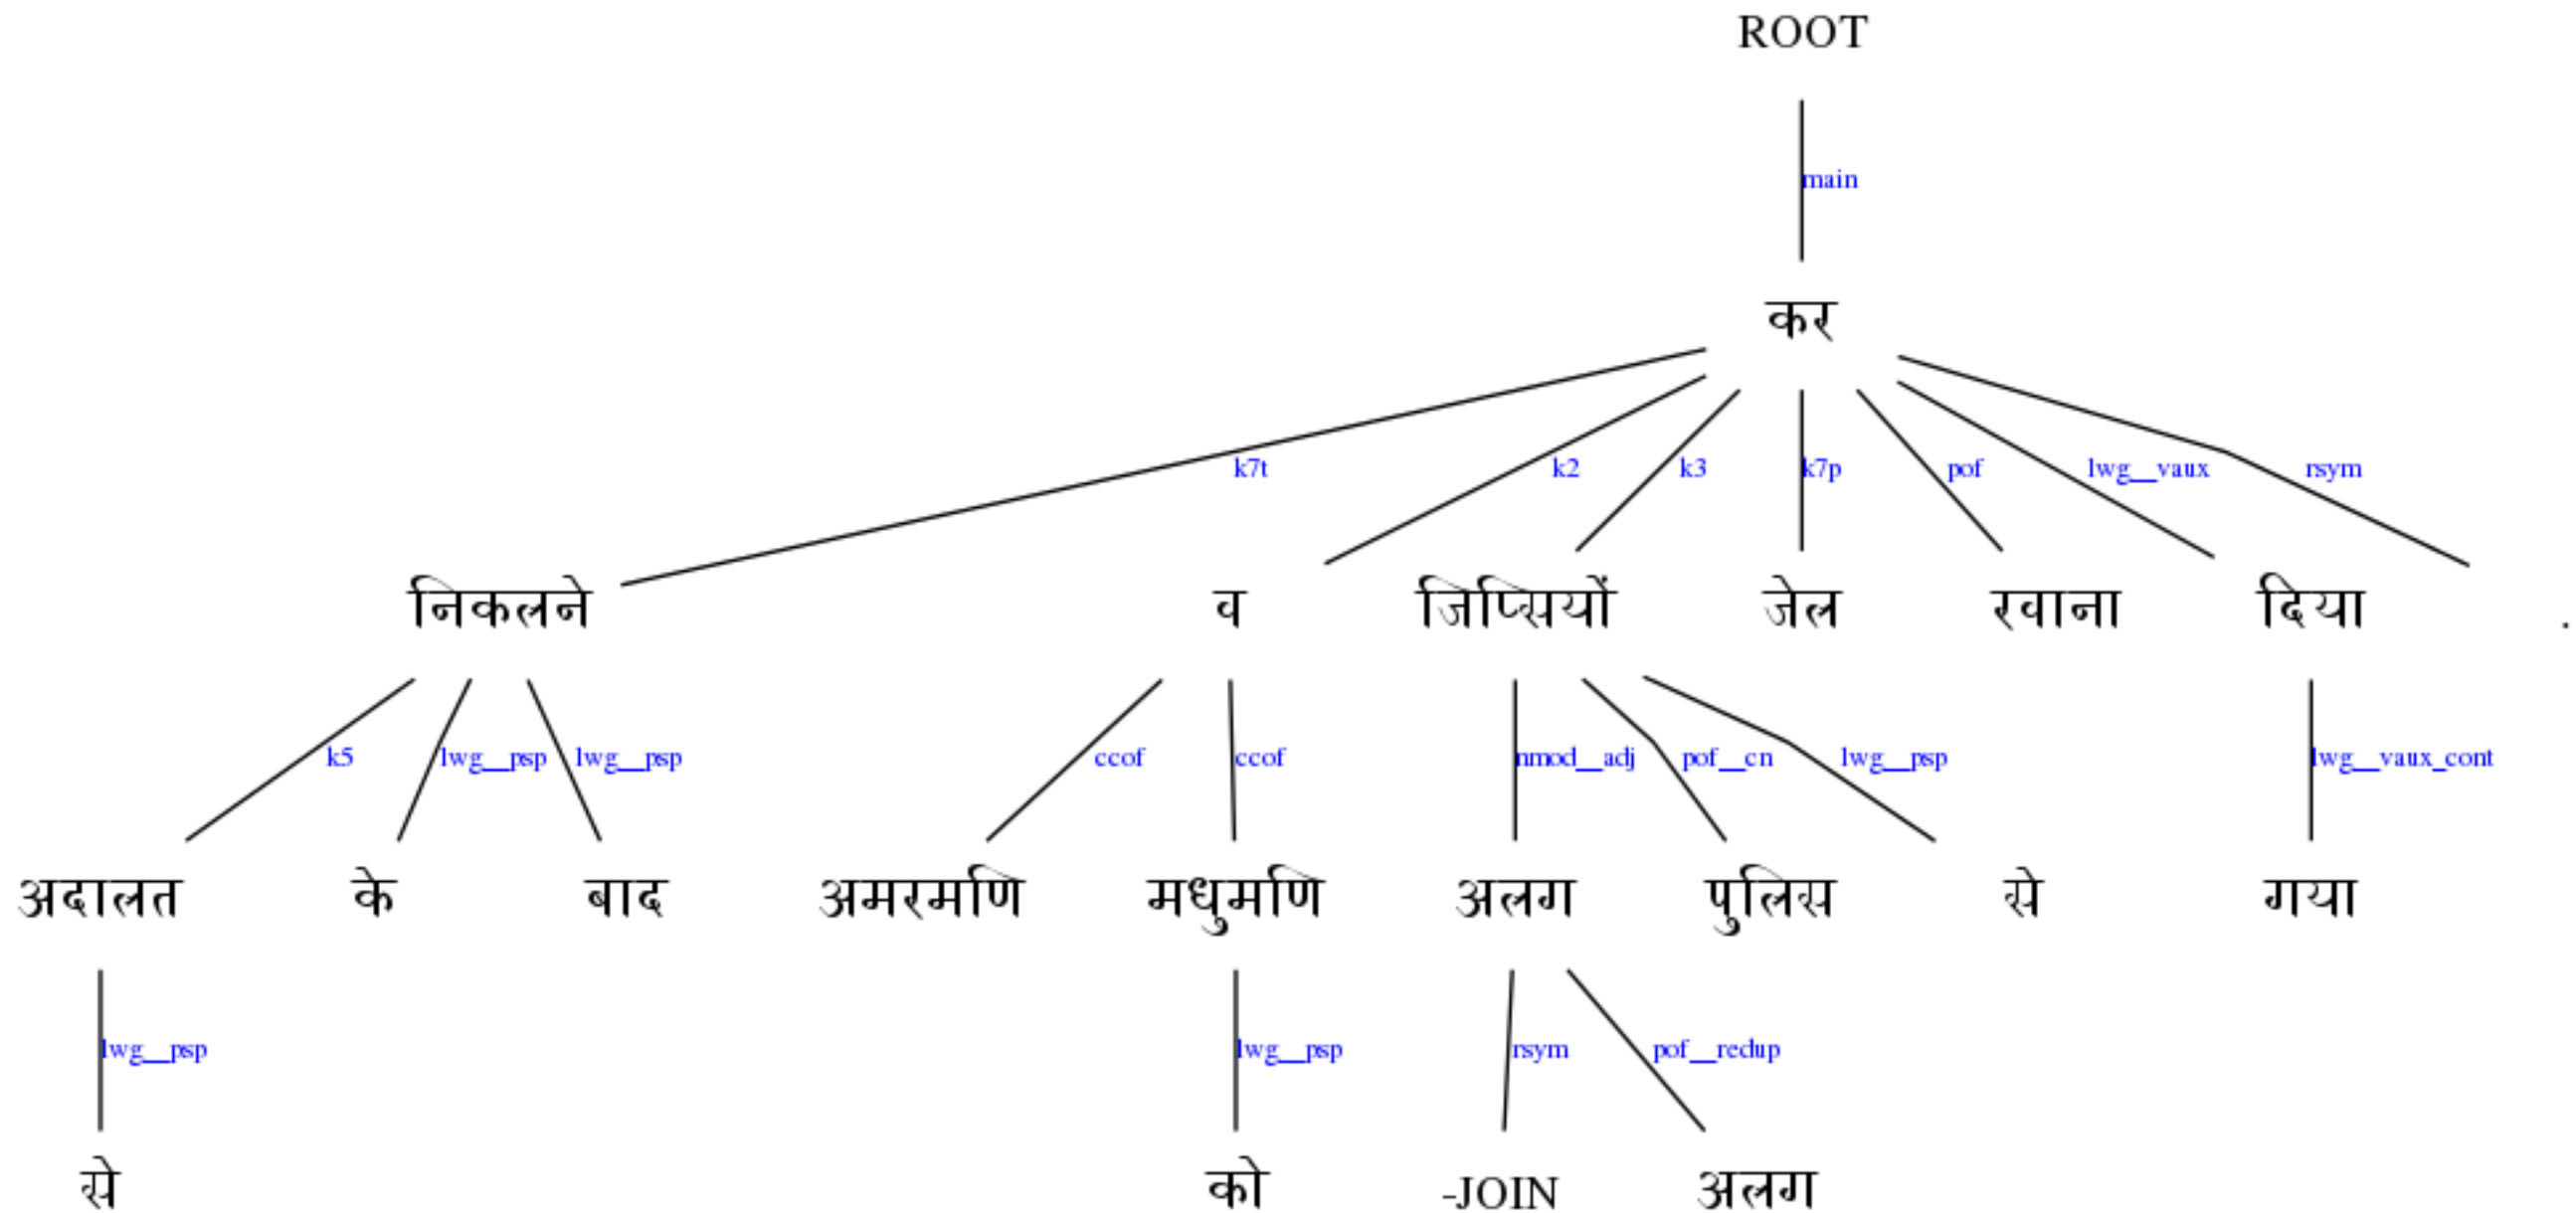 ROOT
main
कर
k7t k2 k3 k7p pof lwg__vaux rsym
निकलने व जिप्सियों जेल रवाना दिया .
k5 lwg__psp lwg__psp ccof ccof nmod__adj pof__cn lwg__psp lwg__vaux_cont
अदालत के बाद अमरमणि मधुमणि अलग पुलिस से गया
lwg__psp lwg__psp rsym pof__redup
से को -JOIN अलग